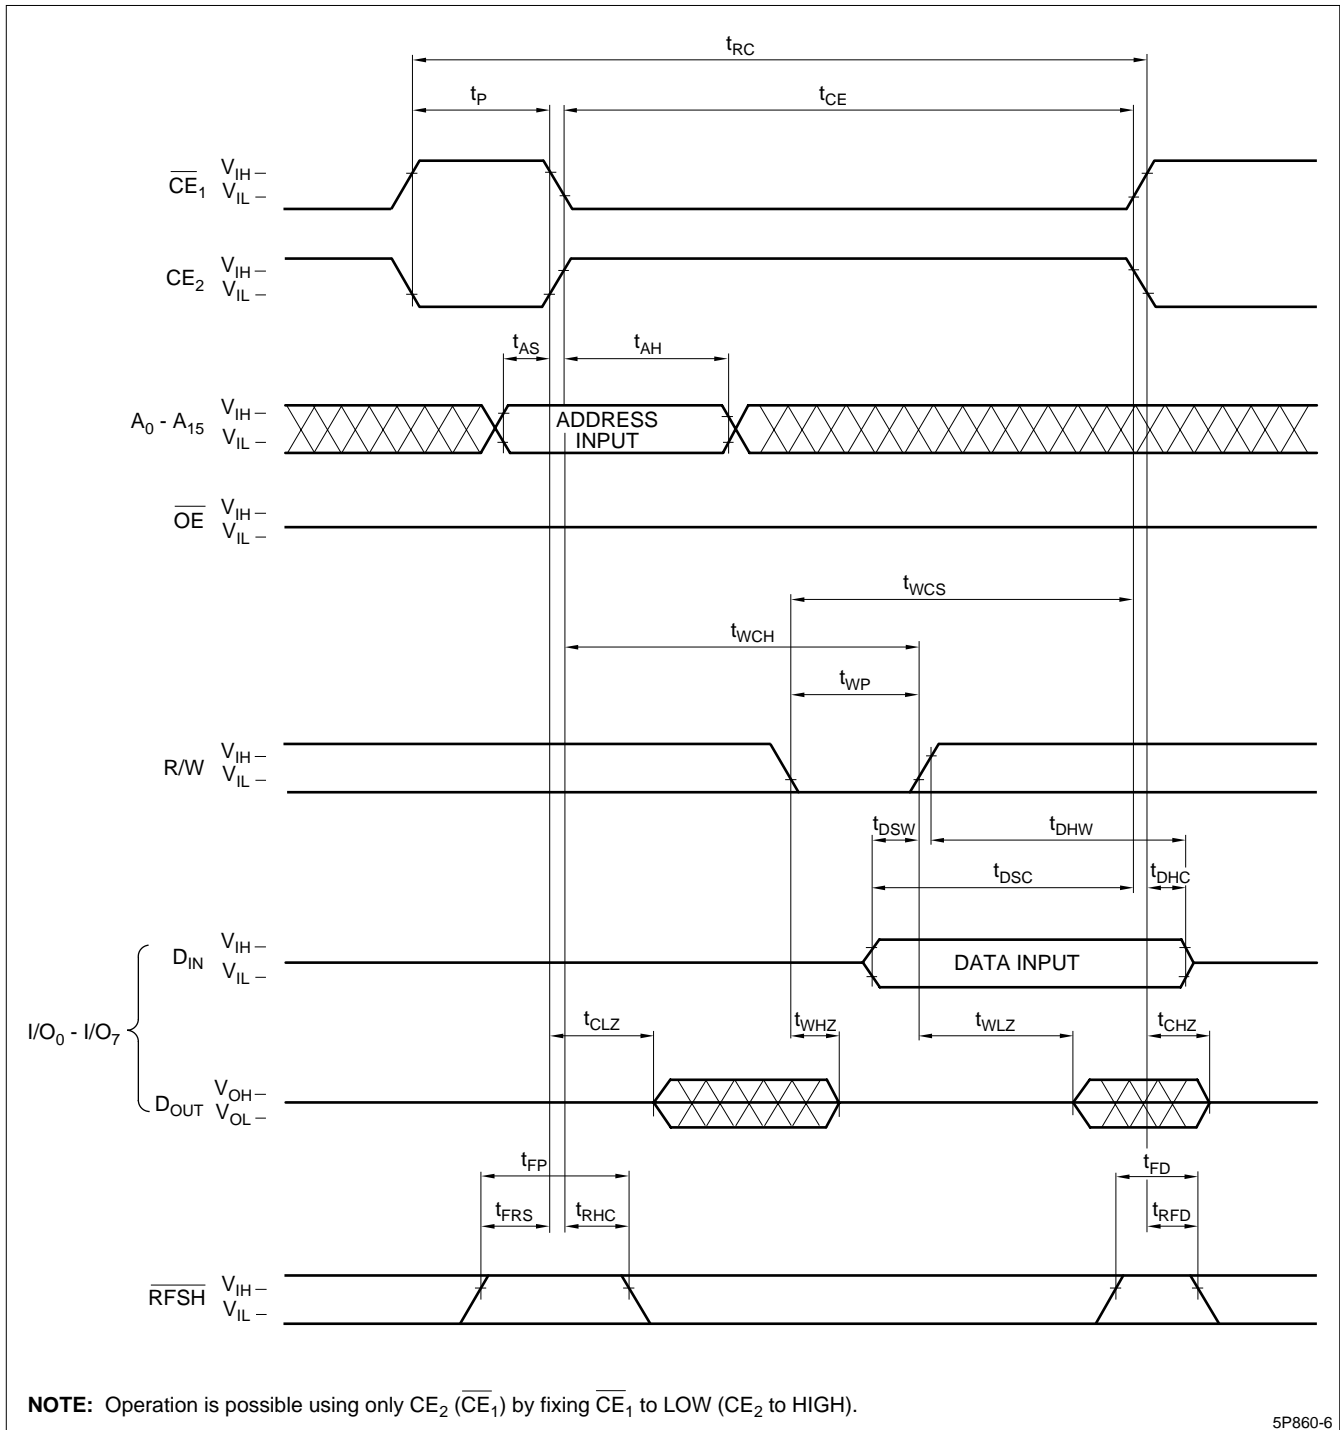 tRC
tP
tCE
CE1 VIH
VIL
CE2 VIH
VIL
tAS
tAH
A0 - A15 VIH
VIL
ADDRESS
INPUT
OE VIH
VIL
tWCS
tWCH
tWP
R/W VIH
VIL
tDSW
tDHW
tDSC
tDHC
DIN VIH
VIL
DATA INPUT
I/O0 - I/O7
tCLZ
tWHZ
tWLZ
tCHZ
DOUT VOH
VOL
tFP
tFD
tFRS
tRHC
tRFD
RFSH VIH
VIL
NOTE: Operation is possible using only CE2 (CE1) by fixing CE1 to LOW (CE2 to HIGH).
5P860-6